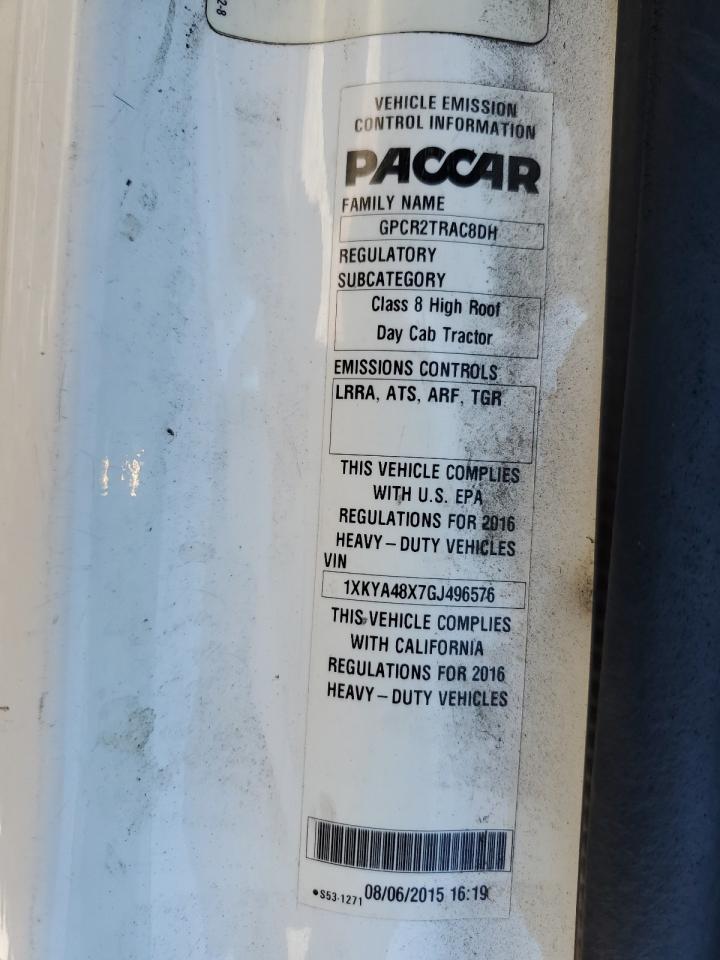 2-8
VEHICLE EMISSION
CONTROL INFORMATION
PACCAR
FAMILY NAME
GPCR2TRAC8DH
REGULATORY
SUBCATEGORY
Class 8 High Roof
Day Cab Tractor
EMISSIONS CONTROLS
LRRA, ATS, ARF, TGR
THIS VEHICLE COMPLIES
WITH U.S. EPA
REGULATIONS FOR 2016
HEAVY-DUTY VEHICLES
VIN
1XKYA48X7GJ496576
THIS VEHICLE COMPLIES
WITH CALIFORNIA
REGULATIONS FOR 2016
HEAVY-DUTY VEHICLES
•S53-1271 08/06/2015 16:19